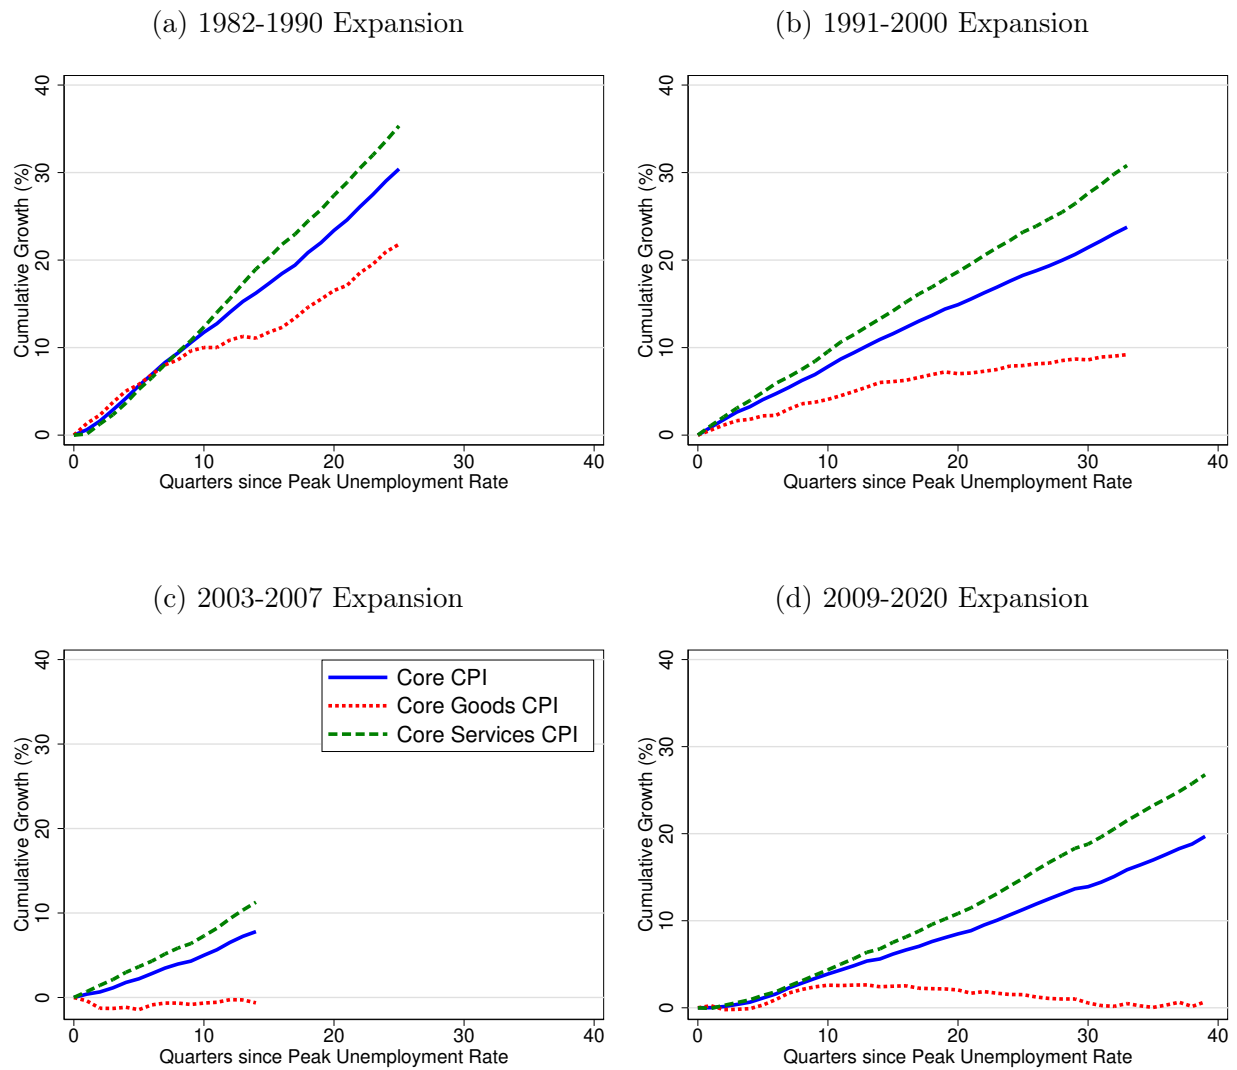 (a) 1982-1990 Expansion
(b) 1991-2000 Expansion
Cumulative Growth (%)
40
30
20
10
0
0 10 20 30 40
Quarters since Peak Unemployment Rate
Cumulative Growth (%)
40
30
20
10
0
0 10 20 30 40
Quarters since Peak Unemployment Rate
(c) 2003-2007 Expansion
(d) 2009-2020 Expansion
Cumulative Growth (%)
40
30
20
10
0
Core CPI
Core Goods CPI
Core Services CPI
0 10 20 30 40
Quarters since Peak Unemployment Rate
Cumulative Growth (%)
40
30
20
10
0
0 10 20 30 40
Quarters since Peak Unemployment Rate